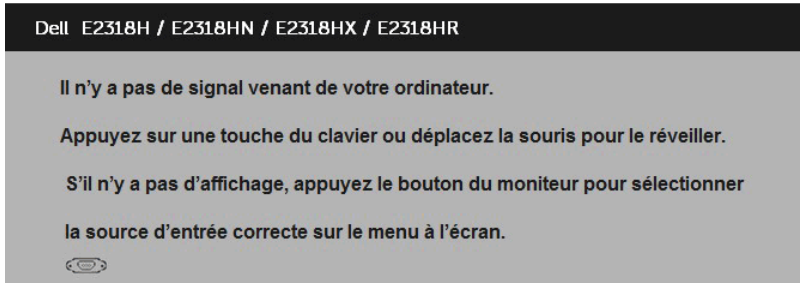 Dell E2318H / E2318HN / E2318HX / E2318HR
Il n’y a pas de signal venant de votre ordinateur.
Appuyez sur une touche du clavier ou déplacez la souris pour le réveiller.
S’il n’y a pas d’affichage, appuyez le bouton du moniteur pour sélectionner
la source d’entrée correcte sur le menu à l’écran.